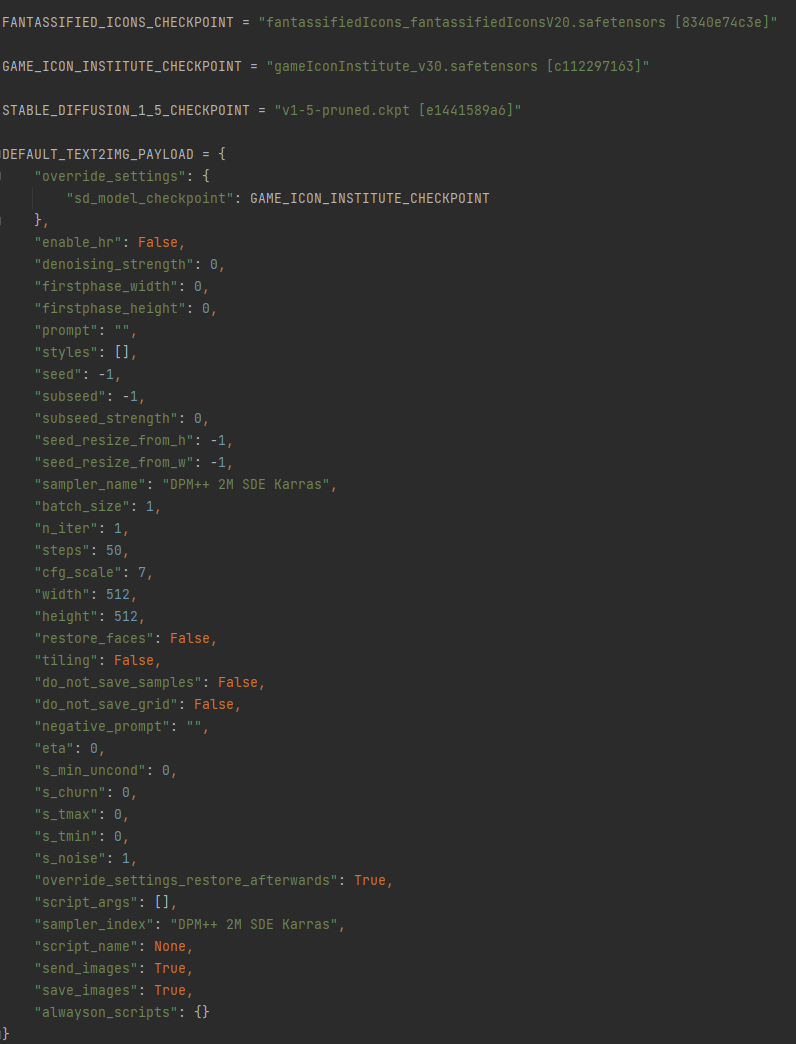 FANTASSIFIED_ICONS_CHECKPOINT = "fantassifiedIcons_fantassifiedIconsV20.safetensors [8340e74c3e]"
GAME_ICON_INSTITUTE_CHECKPOINT = "gameIconInstitute_v30.safetensors [c112297163]"
STABLE_DIFFUSION_1_5_CHECKPOINT = "v1-5-pruned.ckpt [e1441589a6]"
DEFAULT_TEXT2IMG_PAYLOAD = {
    "override_settings": {
        "sd_model_checkpoint": GAME_ICON_INSTITUTE_CHECKPOINT
    },
    "enable_hr": False,
    "denoising_strength": 0,
    "firstphase_width": 0,
    "firstphase_height": 0,
    "prompt": "",
    "styles": [],
    "seed": -1,
    "subseed": -1,
    "subseed_strength": 0,
    "seed_resize_from_h": -1,
    "seed_resize_from_w": -1,
    "sampler_name": "DPM++ 2M SDE Karras",
    "batch_size": 1,
    "n_iter": 1,
    "steps": 50,
    "cfg_scale": 7,
    "width": 512,
    "height": 512,
    "restore_faces": False,
    "tiling": False,
    "do_not_save_samples": False,
    "do_not_save_grid": False,
    "negative_prompt": "",
    "eta": 0,
    "s_min_uncond": 0,
    "s_churn": 0,
    "s_tmax": 0,
    "s_tmin": 0,
    "s_noise": 1,
    "override_settings_restore_afterwards": True,
    "script_args": [],
    "sampler_index": "DPM++ 2M SDE Karras",
    "script_name": None,
    "send_images": True,
    "save_images": True,
    "alwayson_scripts": {}
}